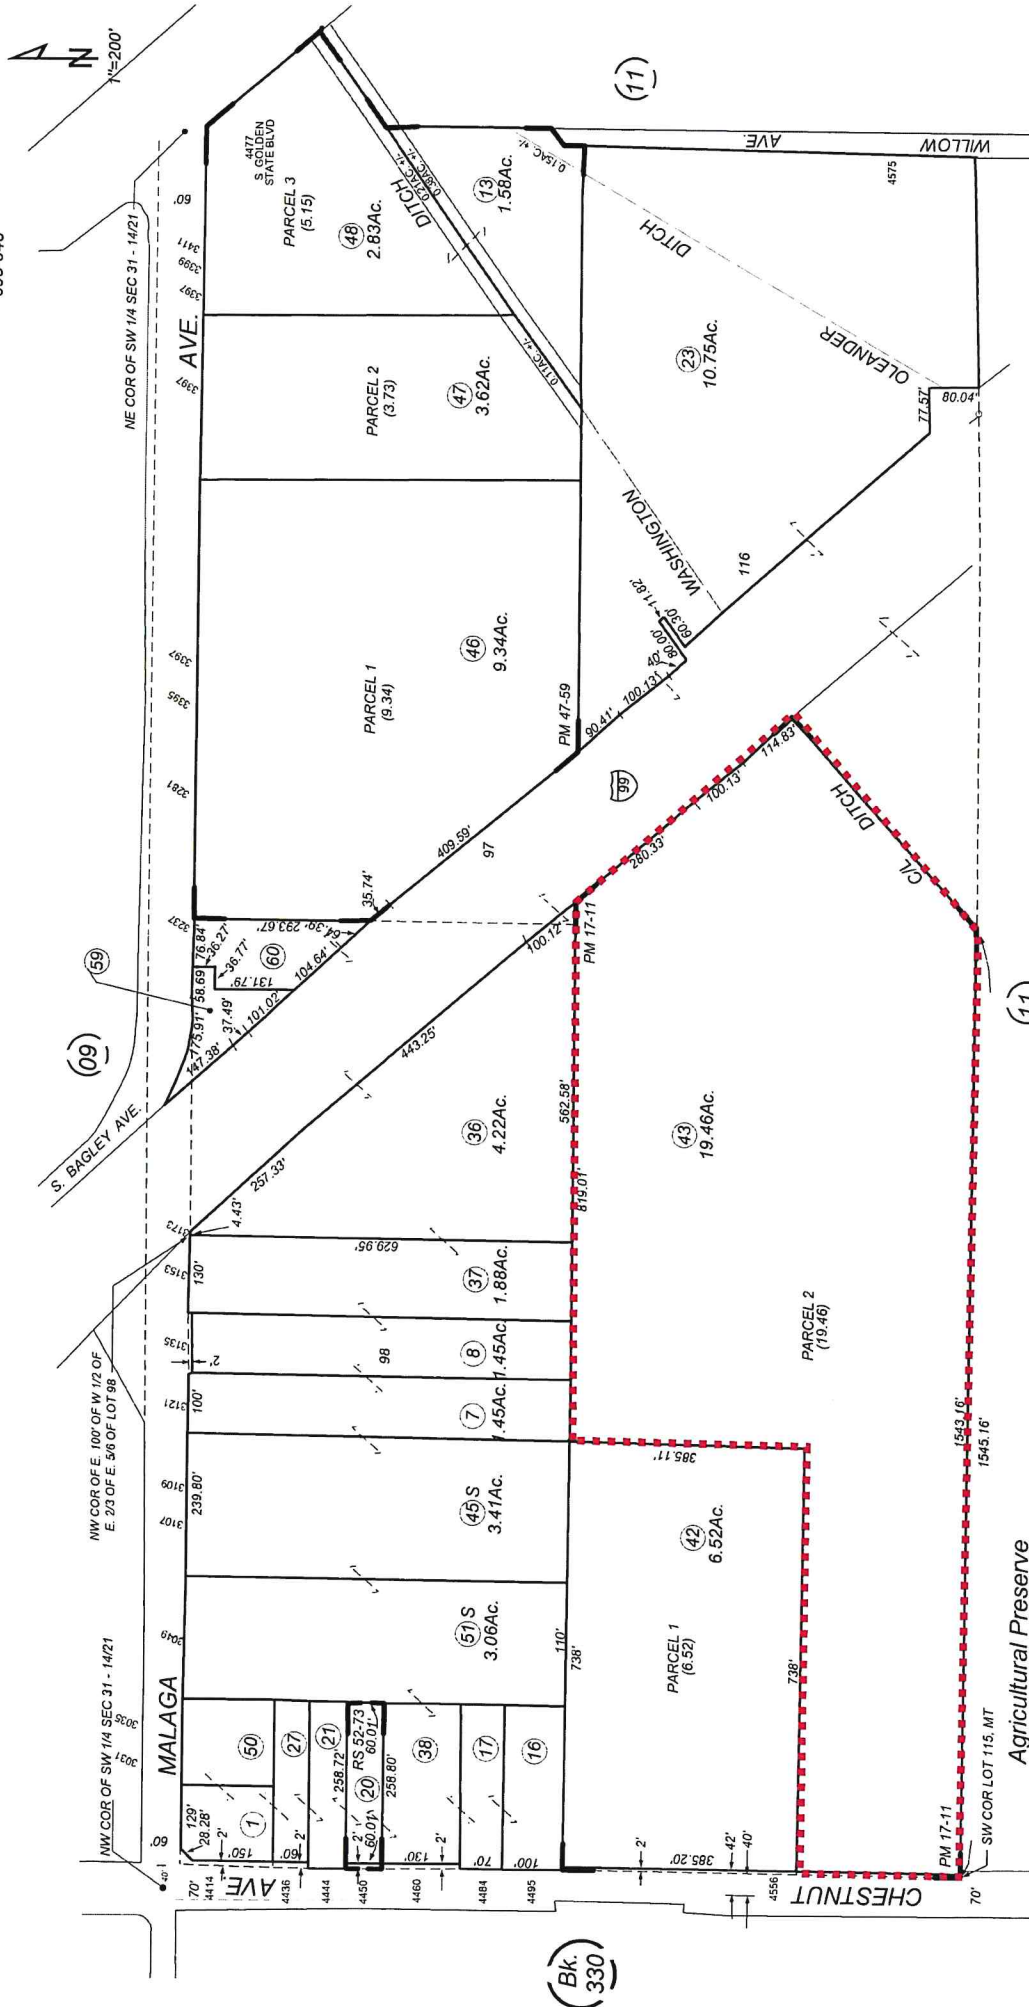 1"=200'
NE COR OF SW 1/4 SEC 31 - 14/21
NW COR OF E. 100' OF W 1/2 OF
E. 2/3 OF E. 5/6 OF LOT 98
NW COR OF SW 1/4 SEC 31 - 14/21
S. BAGLEY AVE.
09
59
MALAGA
AVE.
3031
3035
3049
3107
3109
3121
3135
3153
3173
3237
3281
3395
3397
3397
3397
3399
3411
60'
60'
40'
70'
129'
28.28'
150'
2'
1
50
60'
2'
27
21
258.72'
RS 52-73
60.01'
20
60.01'
2'
258.80'
130'
2'
38
70'
17
100'
16
4414
4436
4444
4450
4460
4484
4495
4556
AVE
CHESTNUT
Bk.
330
51 S
3.06Ac.
239.80'
45 S
3.41Ac.
100'
7
1.45Ac.
2'
8
1.45Ac.
98
130'
37
1.88Ac.
4.43'
629.95'
257.33'
443.25'
100.12'
36
4.22Ac.
147.38'
175.91'
58.69
76.84'
36.27'
36.77'
37.49'
131.79'
101.02'
104.64'
60
64.39'
293.67'
35.74'
409.59'
97
PARCEL 1
(9.34)
46
9.34Ac.
PM 47-59
PARCEL 2
(3.73)
47
3.62Ac.
4477
S. GOLDEN
STATE BLVD
PARCEL 3
(5.15)
48
2.83Ac.
DITCH
0.21AC. +/-
0.38AC. +/-
0.11AC. +/-
13
1.58Ac.
0.15AC +/-
11
WILLOW
AVE.
4575
DITCH
OLEANDER
23
10.75Ac.
WASHINGTON
116
77.57'
80.04'
90.41'
100.13'
40'
80.00'
60.30'
11.82'
99
PM 17-11
562.58'
819.01'
280.33'
100.13'
114.83'
DITCH
C/L
43
19.46Ac.
PARCEL 2
(19.46)
385.11'
110'
738'
42
6.52Ac.
PARCEL 1
(6.52)
738'
2'
385.20'
42'
40'
1543.16'
1545.16'
PM 17-11
SW COR LOT 115, MT
70'
Agricultural Preserve